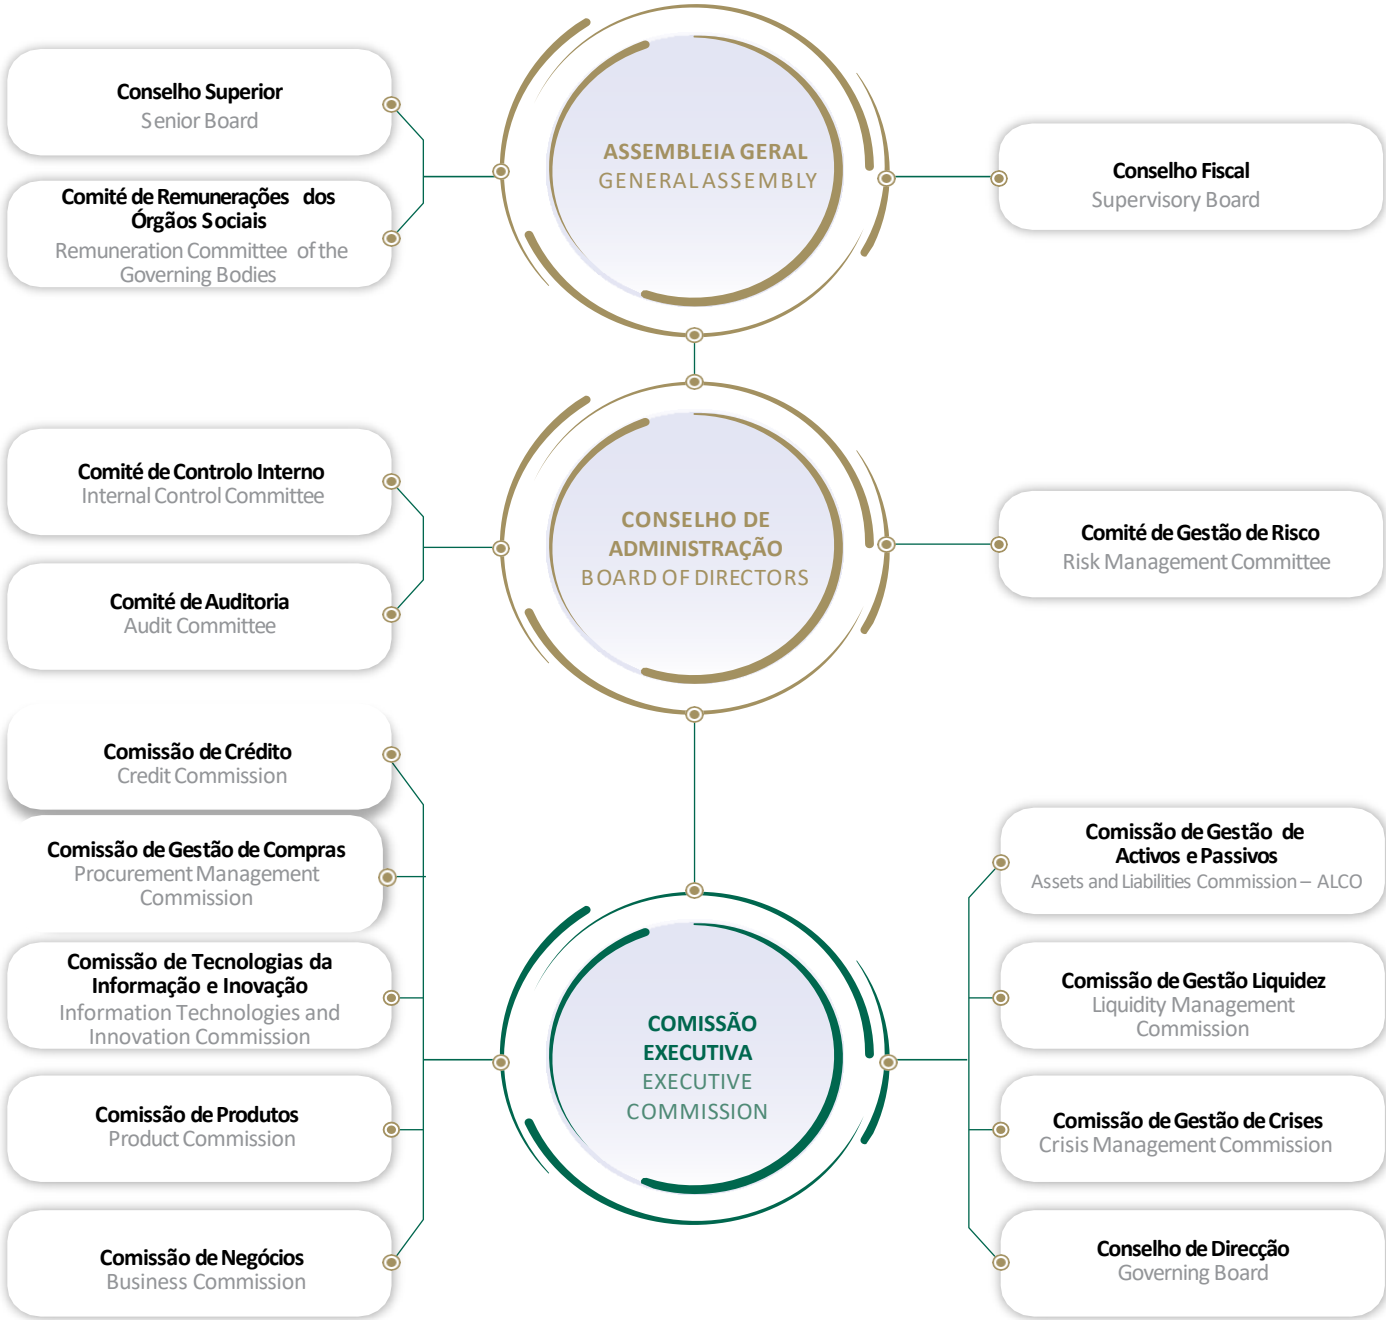 Conselho Superior
Senior Board
Comité de Remunerações dos
Órgãos Sociais
Remuneration Committee of the
Governing Bodies
ASSEMBLEIA GERAL
GENERAL ASSEMBLY
Conselho Fiscal
Supervisory Board
Comité de Controlo Interno
Internal Control Committee
Comité de Auditoria
Audit Committee
CONSELHO DE
ADMINISTRAÇÃO
BOARD OF DIRECTORS
Comité de Gestão de Risco
Risk Management Committee
Comissão de Crédito
Credit Commission
Comissão de Gestão de Compras
Procurement Management
Commission
Comissão de Tecnologias da
Informação e Inovação
Information Technologies and
Innovation Commission
Comissão de Produtos
Product Commission
Comissão de Negócios
Business Commission
COMISSÃO
EXECUTIVA
EXECUTIVE
COMMISSION
Comissão de Gestão de
Activos e Passivos
Assets and Liabilities Commission – ALCO
Comissão de Gestão Liquidez
Liquidity Management
Commission
Comissão de Gestão de Crises
Crisis Management Commission
Conselho de Direcção
Governing Board